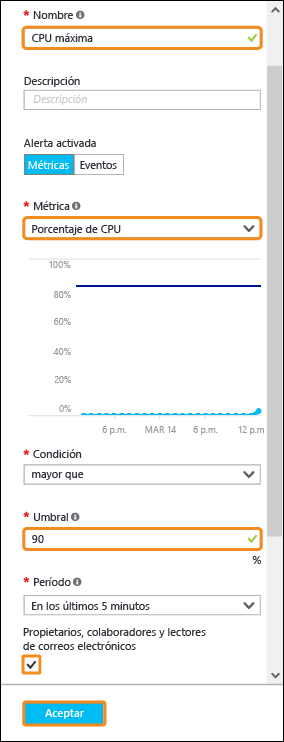 * Nombre
CPU máxima
Descripción
Descripción
Alerta activada
Métricas Eventos
* Métrica
Porcentaje de CPU
100%
80%
60%
40%
20%
0%
6 p.m. MAR 14 6 p.m. 12 p.m
* Condición
mayor que
* Umbral
90
%
* Período
En los últimos 5 minutos
Propietarios, colaboradores y lectores
de correos electrónicos
Aceptar